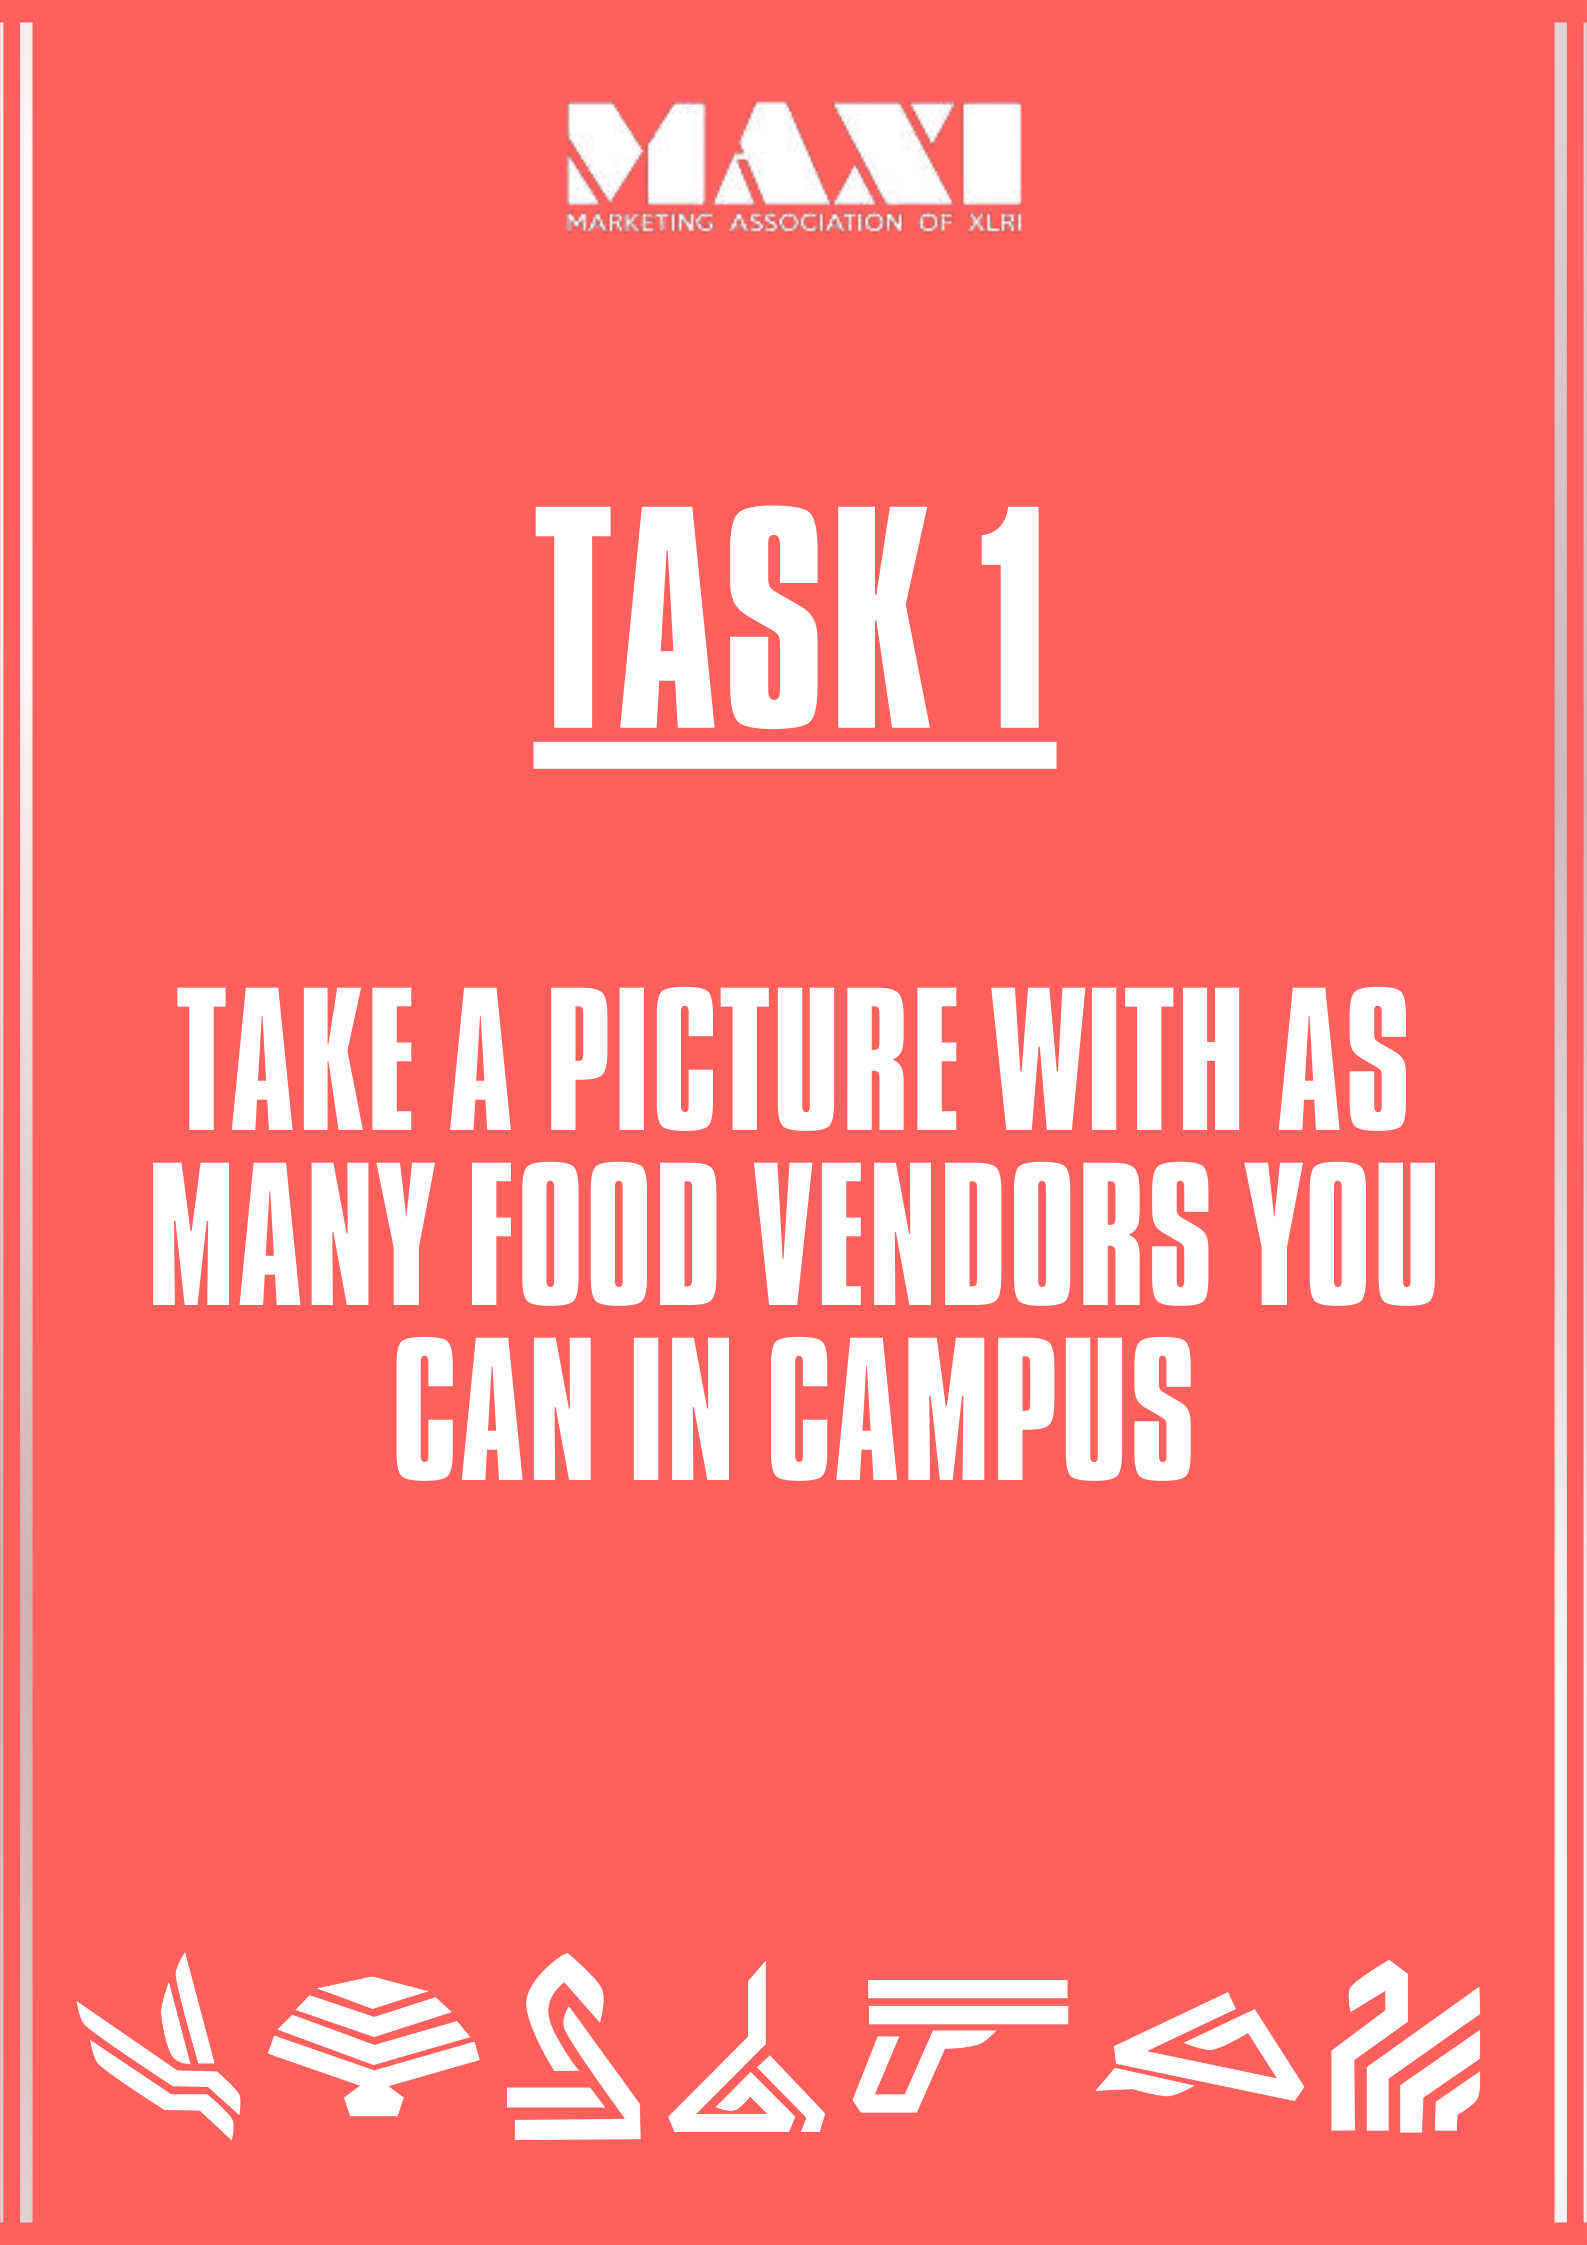 MAXI
MARKETING ASSOCIATION OF XLRI
TASK 1
TAKE A PICTURE WITH AS
MANY FOOD VENDORS YOU
CAN IN CAMPUS